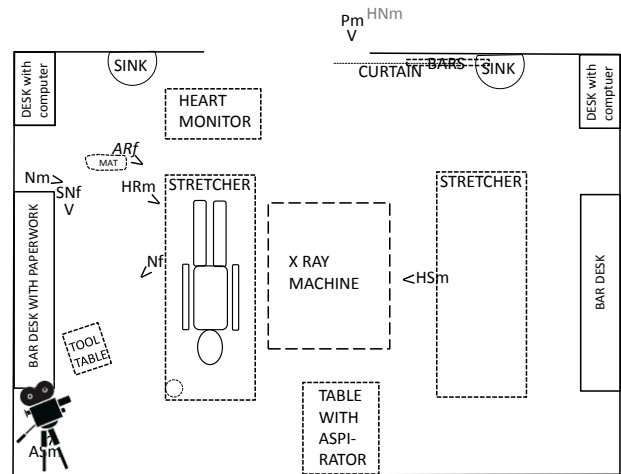 Pm HNm
V
DESK with
computer
SINK
CURTAIN BARS
SINK
DESK with
comptuer
HEART
MONITOR
ARf
>
MAT
Nm >
SNf
V
HRm
>
STRETCHER
STRETCHER
BAR DESK WITH PAPERWORK
Nf
<
X RAY
MACHINE
<HSm
BAR DESK
TOOL
TABLE
TABLE
WITH
ASPI-
RATOR
ASm